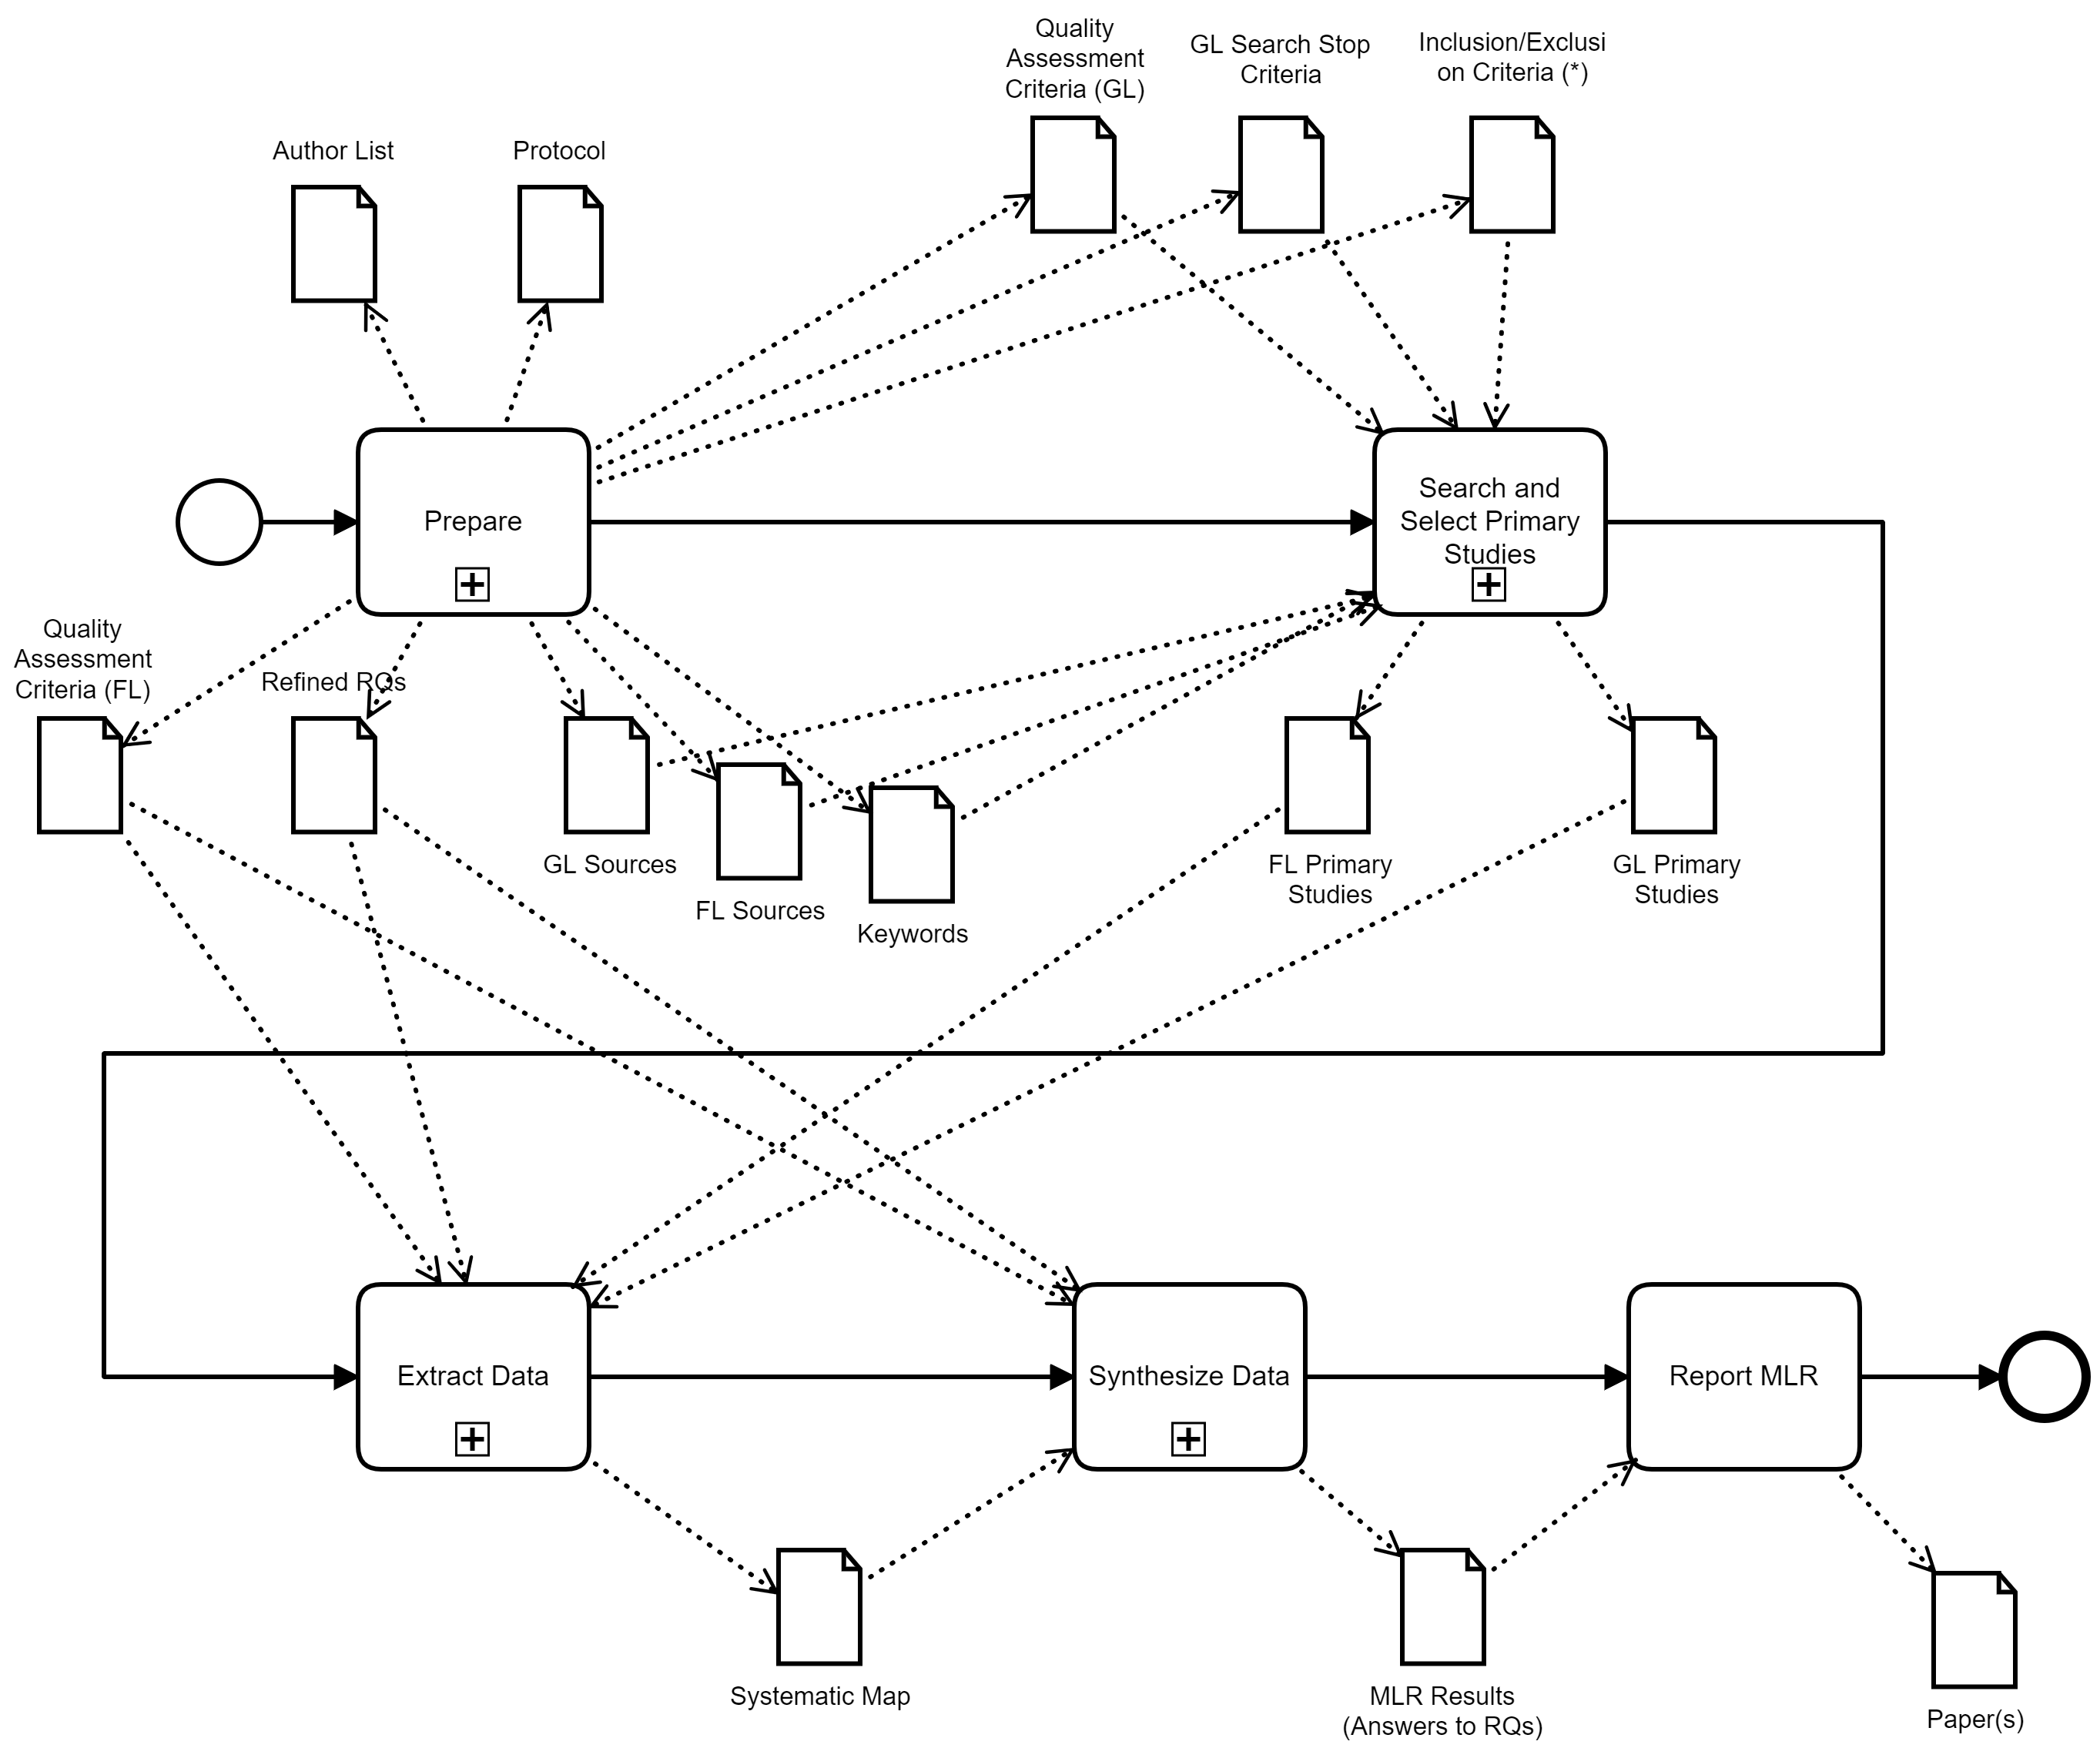 Quality
Assessment
Criteria (GL)
GL Search Stop
Criteria
Inclusion/Exclusi
on Criteria (*)
Author List
Protocol
Prepare
Search and
Select Primary
Studies
Quality
Assessment
Criteria (FL)
Refined RQs
GL Sources
FL Sources
Keywords
FL Primary
Studies
GL Primary
Studies
Extract Data
Synthesize Data
Report MLR
Systematic Map
MLR Results
(Answers to RQs)
Paper(s)